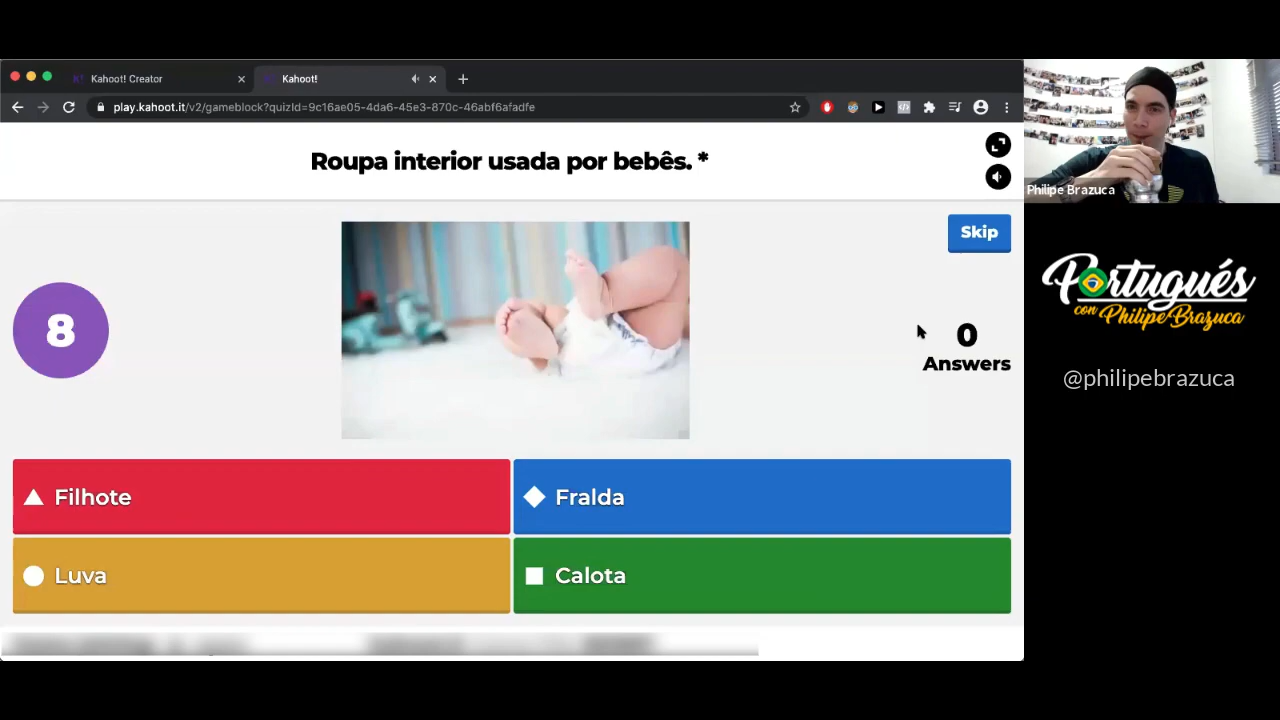 Kahoot! Creator
Kahoot!
play.kahoot.it/v2/gameblock?quizId=9c16ae05-4da6-45e3-870c-46abf6afadfe
Roupa interior usada por bebês. *
Philipe Brazuca
Skip
8
0
Answers
Portugués
con Philipe Brazuca
@philipebrazuca
Filhote
Fralda
Luva
Calota